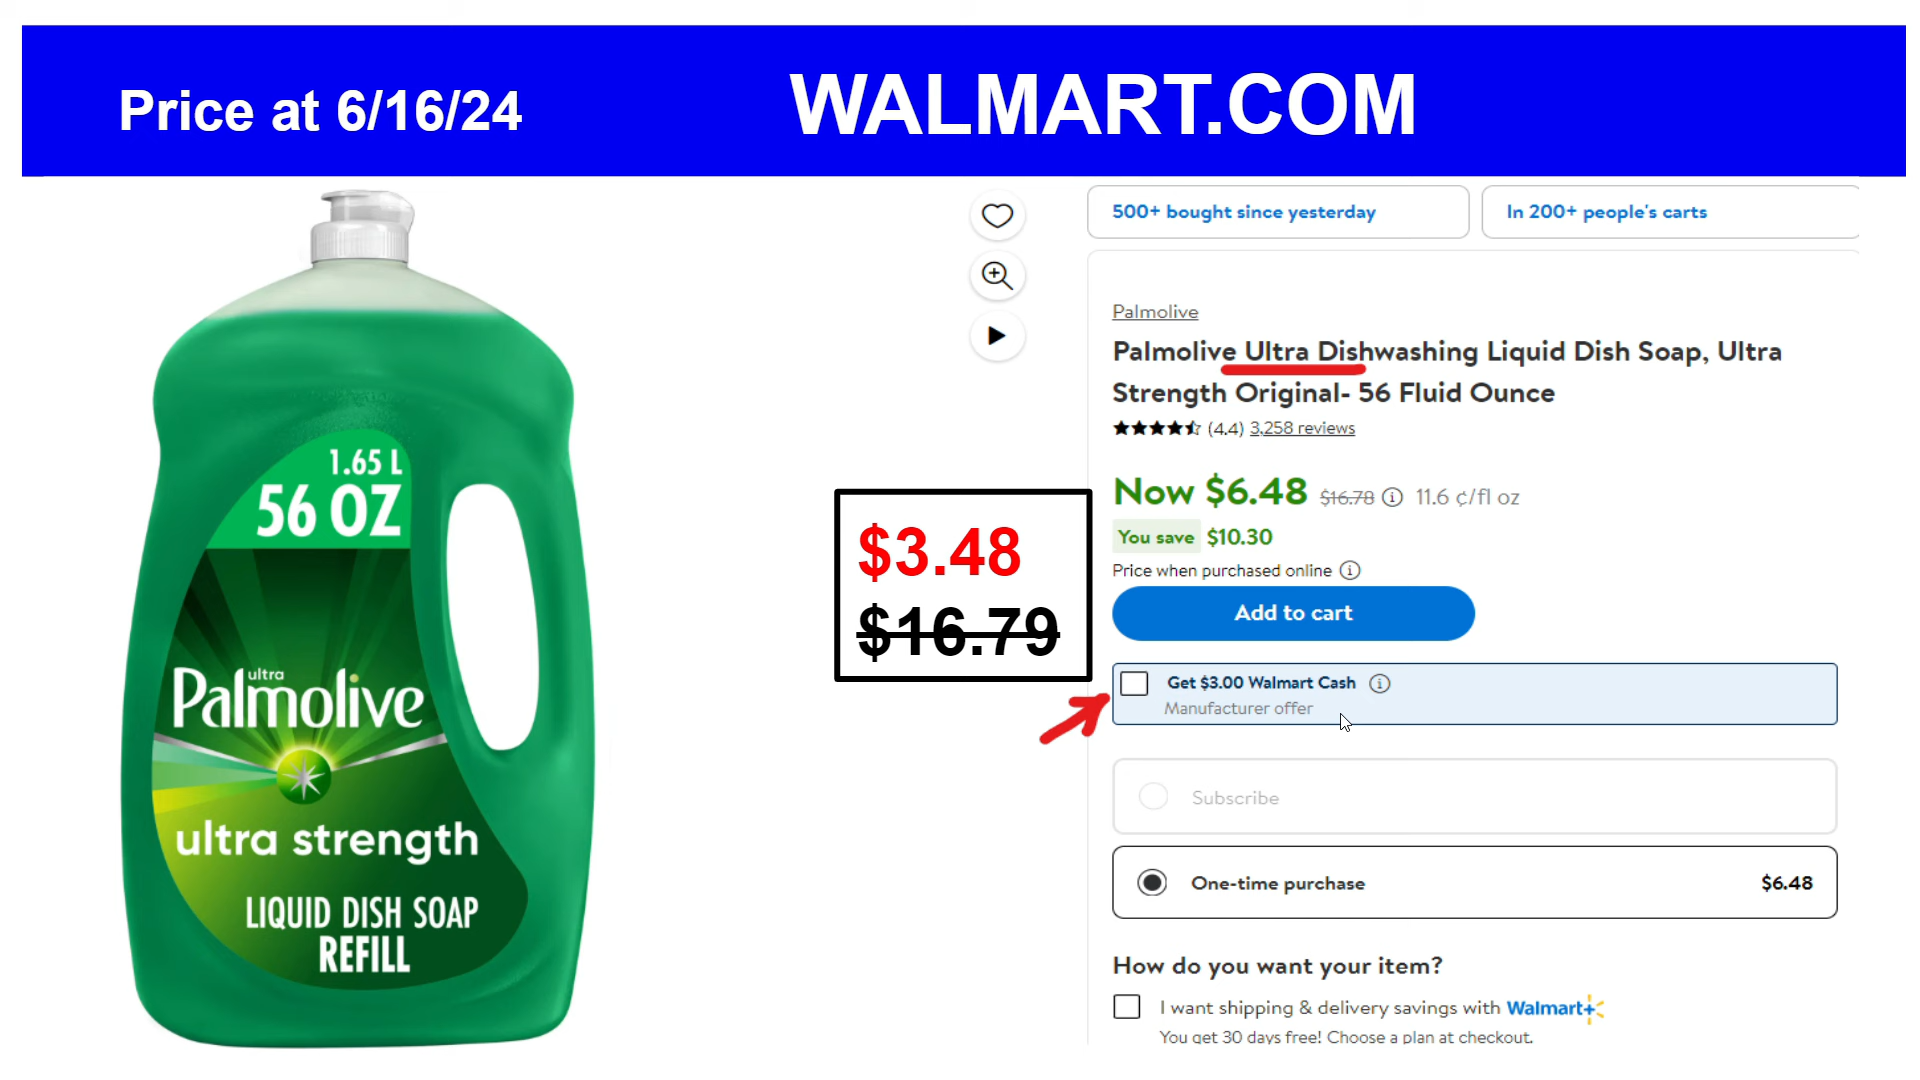 Price at 6/16/24
WALMART.COM
500+ bought since yesterday
In 200+ people's carts
Palmolive
Palmolive Ultra Dishwashing Liquid Dish Soap, Ultra
Strength Original- 56 Fluid Ounce
(4.4) 3,258 reviews
Now $6.48 $16.78 11.6 ¢/fl oz
You save $10.30
Price when purchased online
Add to cart
$3.48
$16.79
Get $3.00 Walmart Cash
Manufacturer offer
Subscribe
One-time purchase $6.48
How do you want your item?
I want shipping & delivery savings with Walmart+
You get 30 days free! Choose a plan at checkout.
1.65 L
56 OZ
ultra
Palmolive
ultra strength
LIQUID DISH SOAP
REFILL